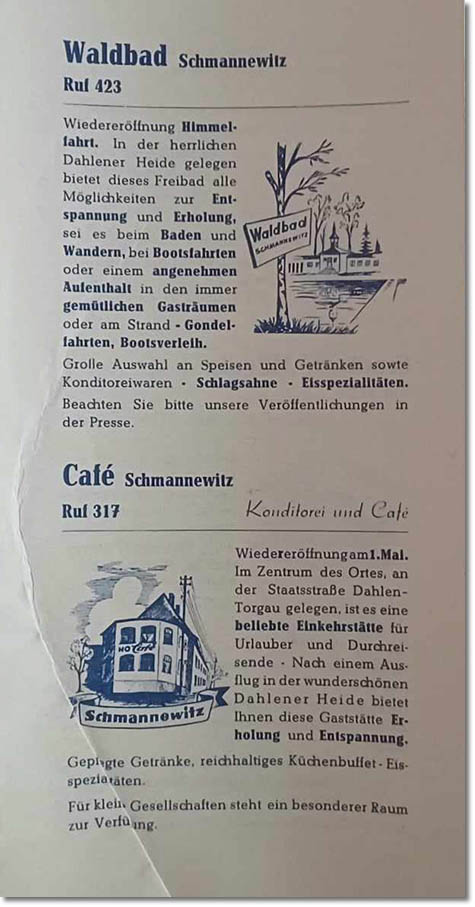 Waldbad Schmannewitz
Ruf 423
Wiedereröffnung Himmel-
fahrt. In der herrlichen
Dahlener Heide gelegen
bietet dieses Freibad alle
Möglichkeiten zur Ent-
spannung und Erholung,
sei es beim Baden und
Wandern, bei Bootsfahrten
oder einem angenehmen
Aufenthalt in den immer
gemütlichen Gasträumen
oder am Strand - Gondel-
fahrten, Bootsverleih.
Waldbad
SCHMANNEWITZ
Große Auswahl an Speisen und Getränken sowie
Konditoreiwaren - Schlagsahne - Eisspezialitäten.
Beachten Sie bitte unsere Veröffentlichungen in
der Presse.
Café Schmannewitz
Ruf 317
Konditorei und Café
Wiedereröffnung am 1. Mai.
Im Zentrum des Ortes, an
der Staatsstraße Dahlen-
Torgau gelegen, ist es eine
beliebte Einkehrstätte für
Urlauber und Durchrei-
sende - Nach einem Aus-
flug in der wunderschönen
Dahlener Heide bietet
Ihnen diese Gaststätte Er-
holung und Entspannung.
HO Café
Schmannewitz
Gepflegte Getränke, reichhaltiges Küchenbuffet - Eis-
spezialitäten.
Für kleine Gesellschaften steht ein besonderer Raum
zur Verfügung.